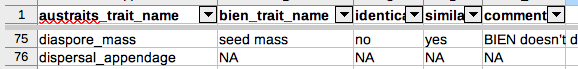 1 austraits_trait_name bien_trait_name identica simila comment
75 diaspore_mass seed mass no yes BIEN doesn't d
76 dispersal_appendage NA NA NA NA